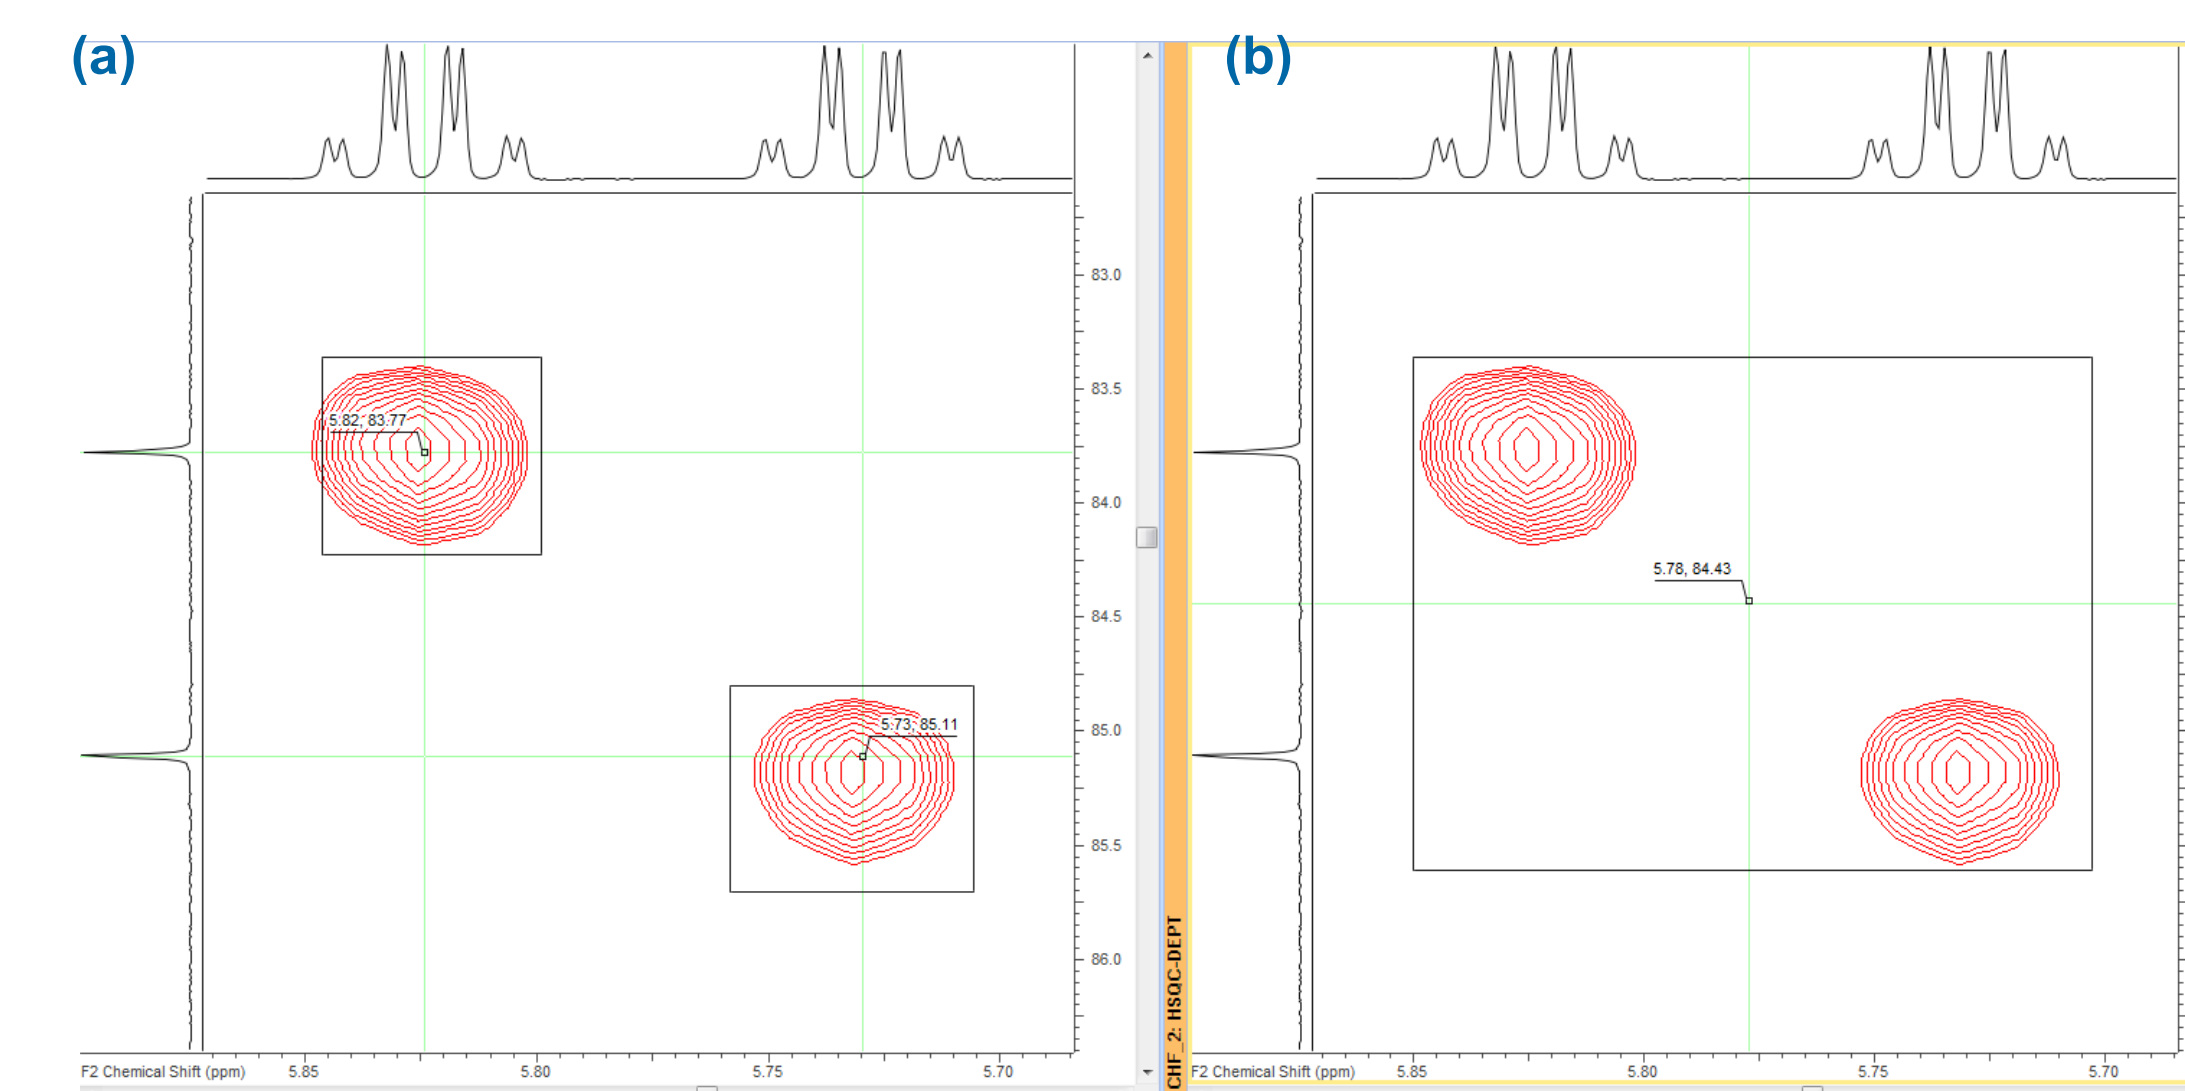 (a)
(b)
83.0
83.5
5.82, 83.77
84.0
84.5
5.73, 85.11
85.0
85.5
86.0
F2 Chemical Shift (ppm) 5.85 5.80 5.75 5.70
CHF_2: HSQC-DEPT
5.78, 84.43
F2 Chemical Shift (ppm) 5.85 5.80 5.75 5.70